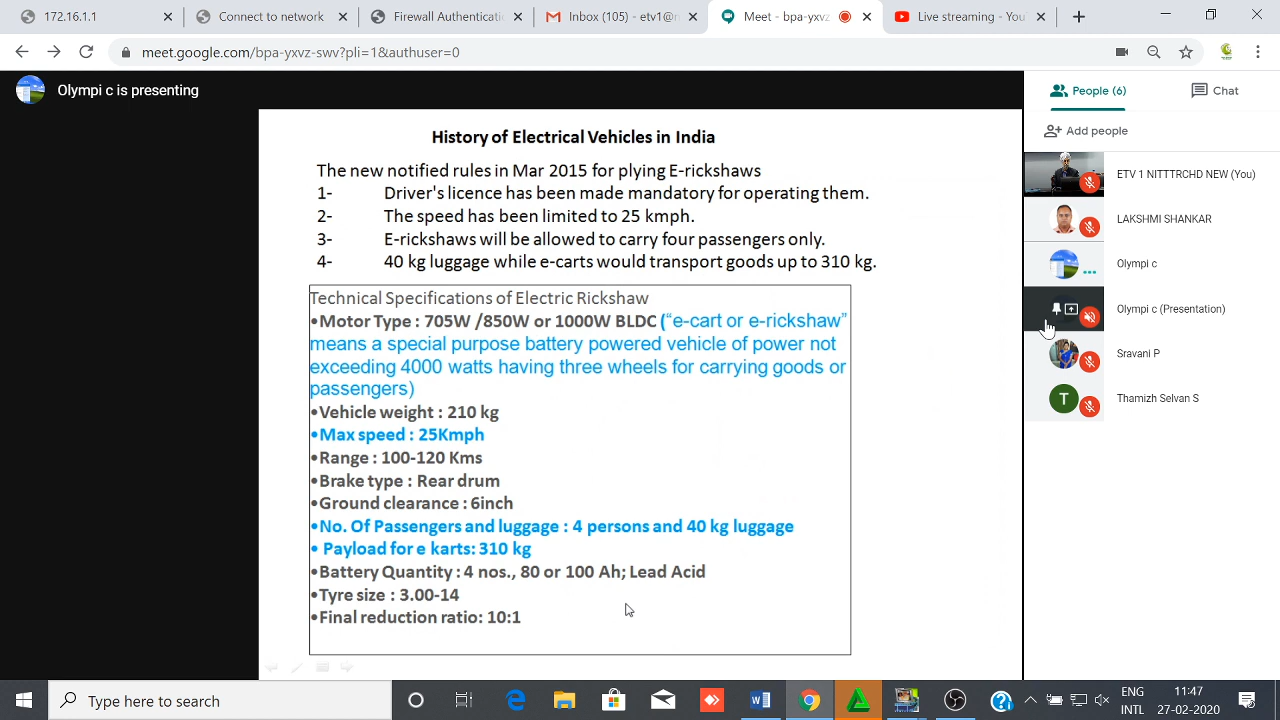 172.16.1.1
Connect to network
Firewall Authenticati
Inbox (105) - etv1@n
Meet - bpa-yxvz
Live streaming - You
meet.google.com/bpa-yxvz-swv?pli=1&authuser=0
Olympi c is presenting
People (6)
Chat
Add people
ETV 1 NITTTRCHD NEW (You)
LAKSHMI SHANKAR
Olympi c
Olympi c (Presentation)
Sravani P
T
Thamizh Selvan S
History of Electrical Vehicles in India
The new notified rules in Mar 2015 for plying E-rickshaws
1- Driver's licence has been made mandatory for operating them.
2- The speed has been limited to 25 kmph.
3- E-rickshaws will be allowed to carry four passengers only.
4- 40 kg luggage while e-carts would transport goods up to 310 kg.
Technical Specifications of Electric Rickshaw
•Motor Type : 705W /850W or 1000W BLDC (“e-cart or e-rickshaw”
means a special purpose battery powered vehicle of power not
exceeding 4000 watts having three wheels for carrying goods or
passengers)
•Vehicle weight : 210 kg
•Max speed : 25Kmph
•Range : 100-120 Kms
•Brake type : Rear drum
•Ground clearance : 6inch
•No. Of Passengers and luggage : 4 persons and 40 kg luggage
• Payload for e karts: 310 kg
•Battery Quantity : 4 nos., 80 or 100 Ah; Lead Acid
•Tyre size : 3.00-14
•Final reduction ratio: 10:1
Type here to search
ENG
INTL
11:47
27-02-2020